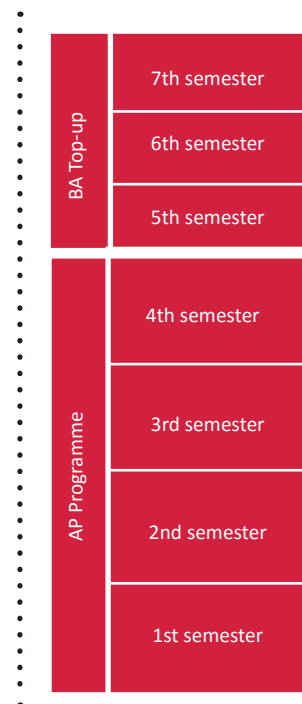 BA Top-up
7th semester
6th semester
5th semester
AP Programme
4th semester
3rd semester
2nd semester
1st semester